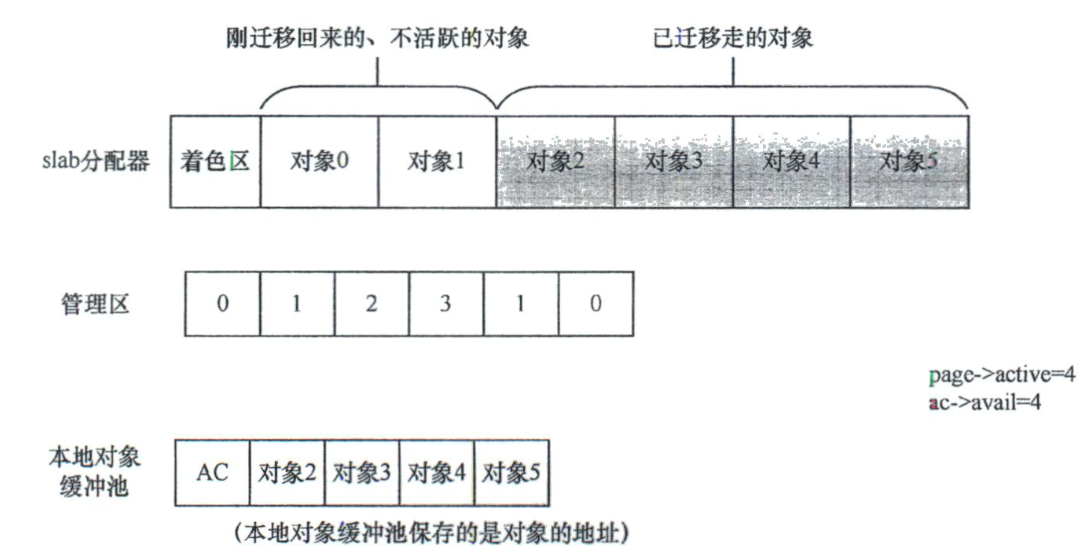 刚迁移回来的、不活跃的对象 已迁移走的对象
slab分配器 着色区 对象0 对象1 对象2 对象3 对象4 对象5
管理区 0 1 2 3 1 0
page->active=4
ac->avail=4
本地对象
缓冲池 AC 对象2 对象3 对象4 对象5
(本地对象缓冲池保存的是对象的地址)